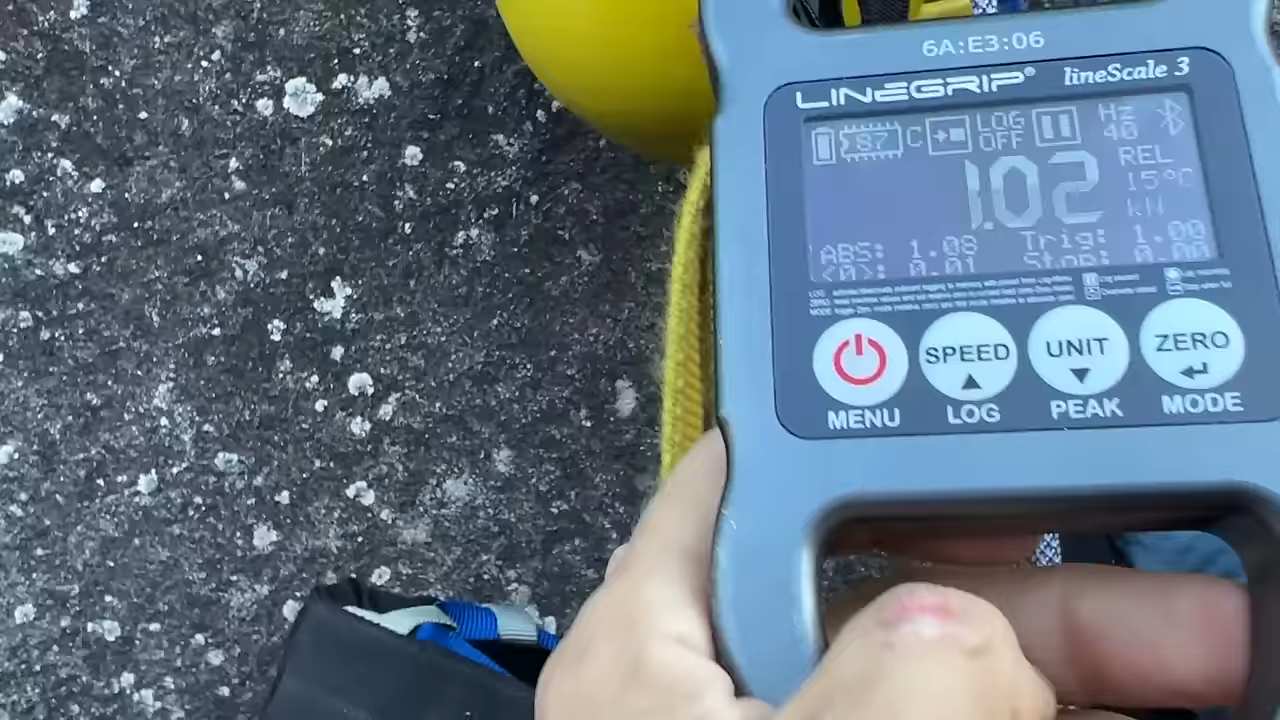 6A:E3:06
LINEGRIP® lineScale 3
87 C LOG OFF Hz 40
1.02 REL 15°C kN
ABS: 1.08 Trig: 1.00
<0>: 0.01 Stop: 0.00
SPEED UNIT ZERO
MENU LOG PEAK MODE